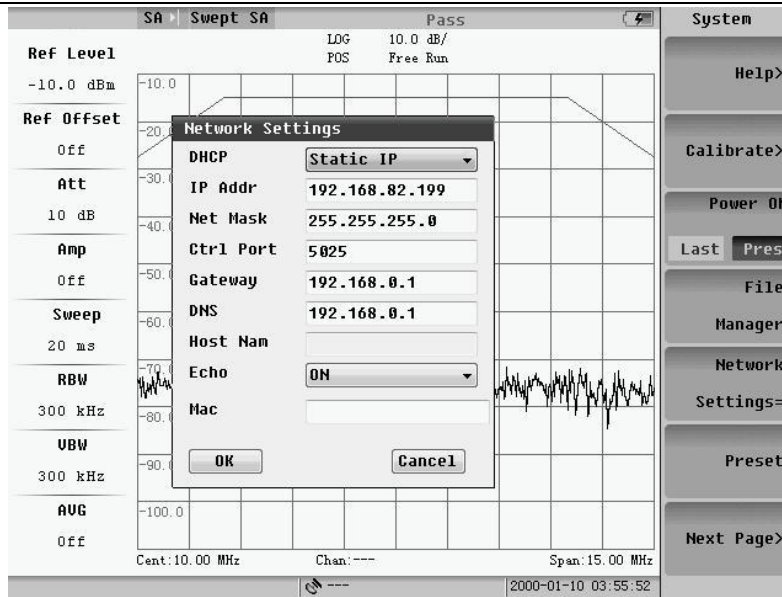 SA Swept SA Pass System
LOG 10.0 dB/
POS Free Run
Ref Level
-10.0 dBm
Ref Offset
Off
Att
10 dB
Amp
Off
Sweep
20 ms
RBW
300 kHz
VBW
300 kHz
AVG
Off
-10.0
-20.
-30.0
-40.0
-50.0
-60.0
-70.0
-80.0
-90.0
-100.0
Network Settings
DHCP Static IP
IP Addr 192.168.82.199
Net Mask 255.255.255.0
Ctrl Port 5025
Gateway 192.168.0.1
DNS 192.168.0.1
Host Nam
Echo ON
Mac
OK Cancel
Cent:10.00 MHz Chan:--- Span:15.00 MHz
--- 2000-01-10 03:55:52
Help>
Calibrate>
Power On
Last Pres
File
Manager
Network
Settings=
Preset
Next Page>